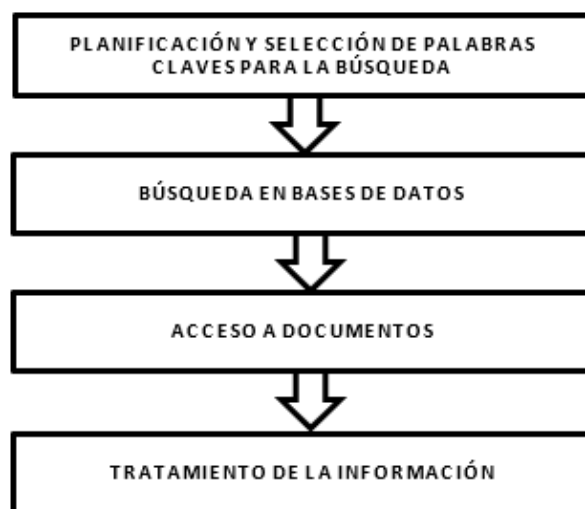 PLANIFICACIÓN Y SELECCIÓN DE PALABRAS
CLAVES PARA LA BÚSQUEDA
BÚSQUEDA EN BASES DE DATOS
ACCESO A DOCUMENTOS
TRATAMIENTO DE LA INFORMACIÓN